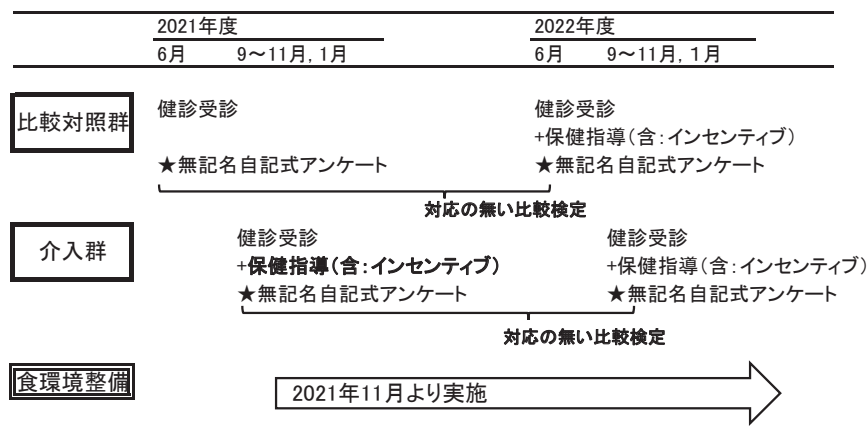 2021年度 2022年度
6月 9～11月, 1月 6月 9～11月, 1月
比較対照群
健診受診 健診受診
+保健指導(含:インセンティブ)
★無記名自記式アンケート ★無記名自記式アンケート
対応の無い比較検定
介入群
健診受診 健診受診
+保健指導(含:インセンティブ) +保健指導(含:インセンティブ)
★無記名自記式アンケート ★無記名自記式アンケート
対応の無い比較検定
食環境整備
2021年11月より実施